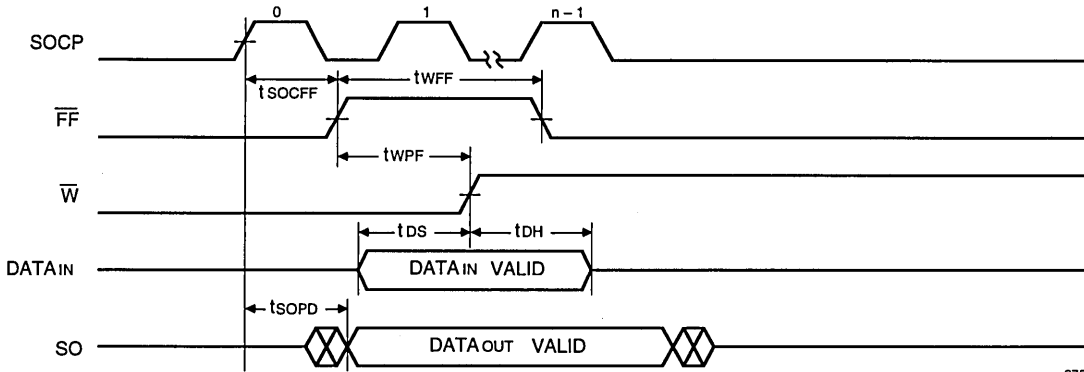 0 1 n – 1
SOCP
tSOCFF tWFF
FF
tWPF
W
tDS tDH
DATAIN DATAIN VALID
tSOPD
SO DATAOUT VALID